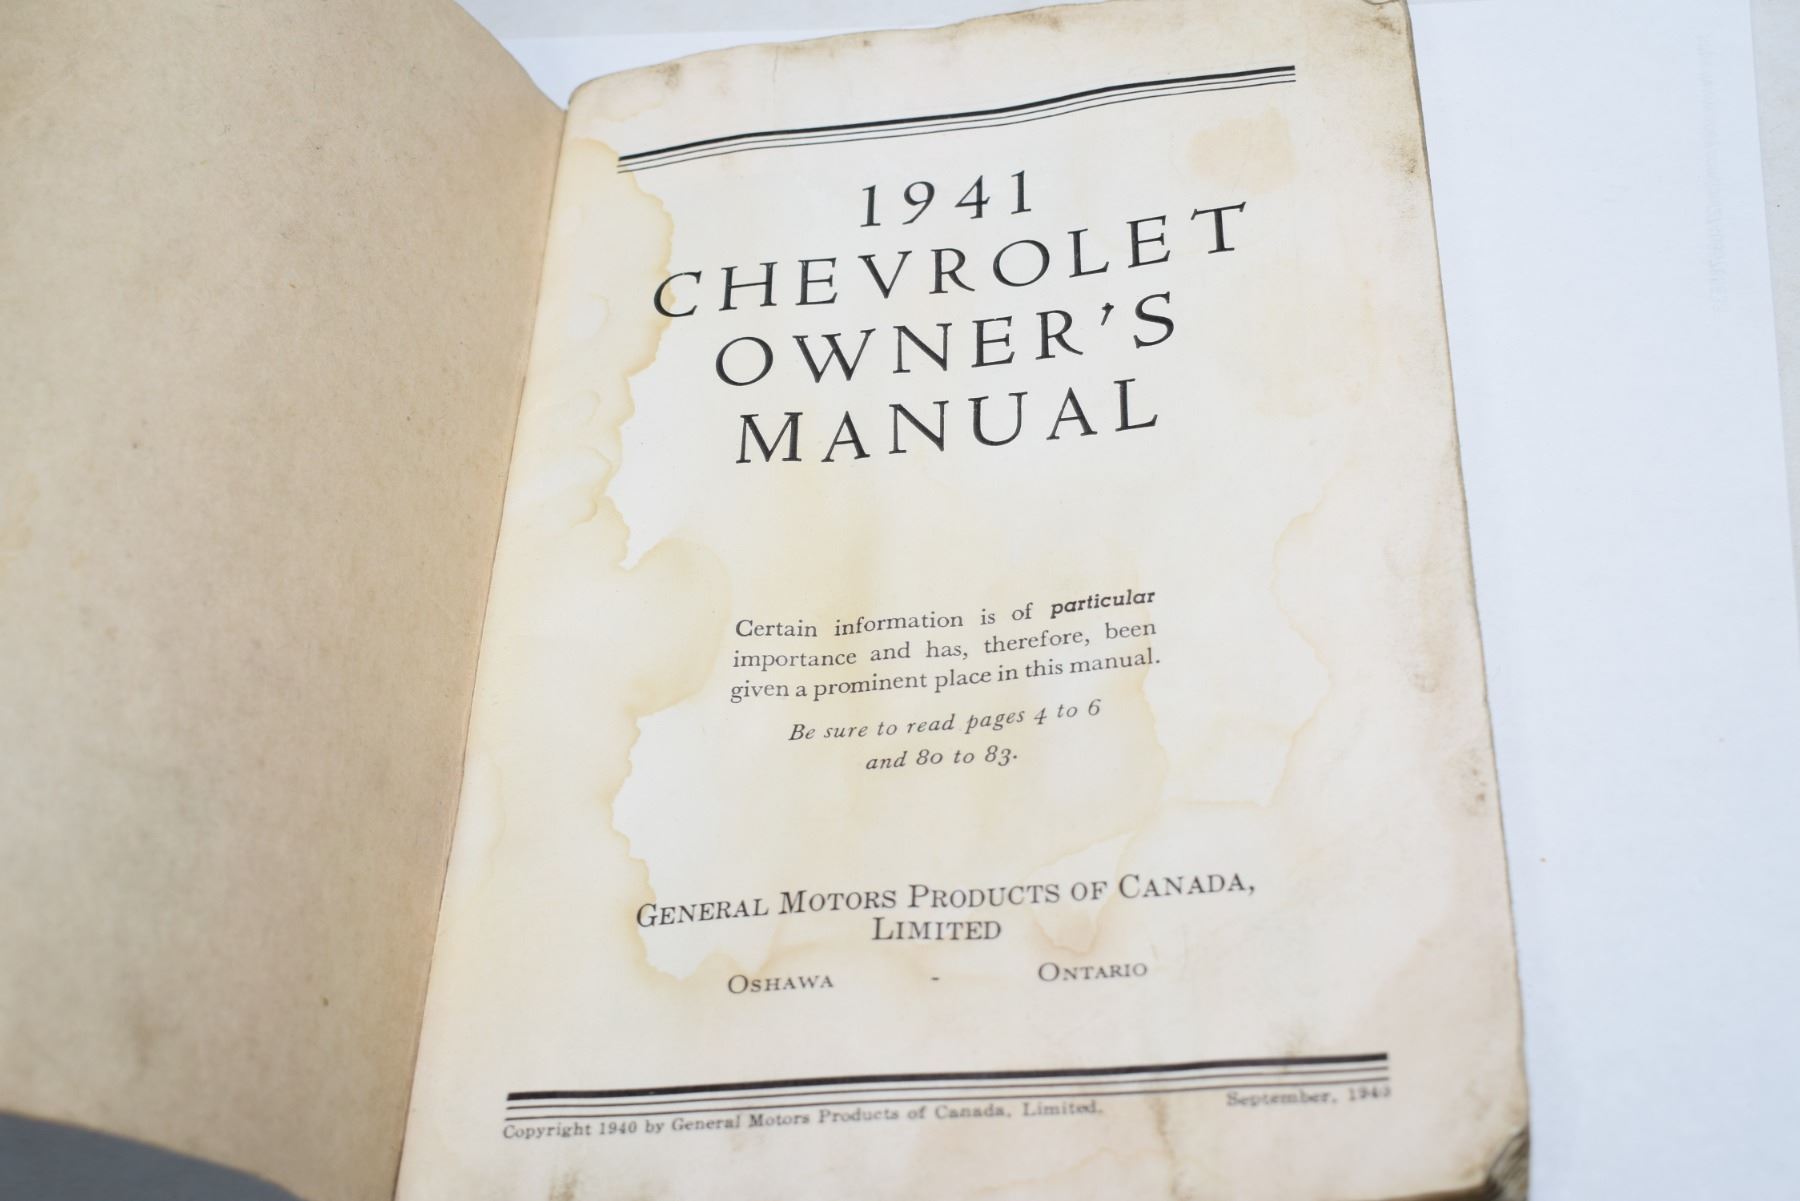 1941
CHEVROLET
OWNER'S
MANUAL
Certain information is of particular
importance and has, therefore, been
given a prominent place in this manual.
Be sure to read pages 4 to 6
and 80 to 83.
GENERAL MOTORS PRODUCTS OF CANADA,
LIMITED
OSHAWA - ONTARIO
Copyright 1940 by General Motors Products of Canada, Limited. September, 1940